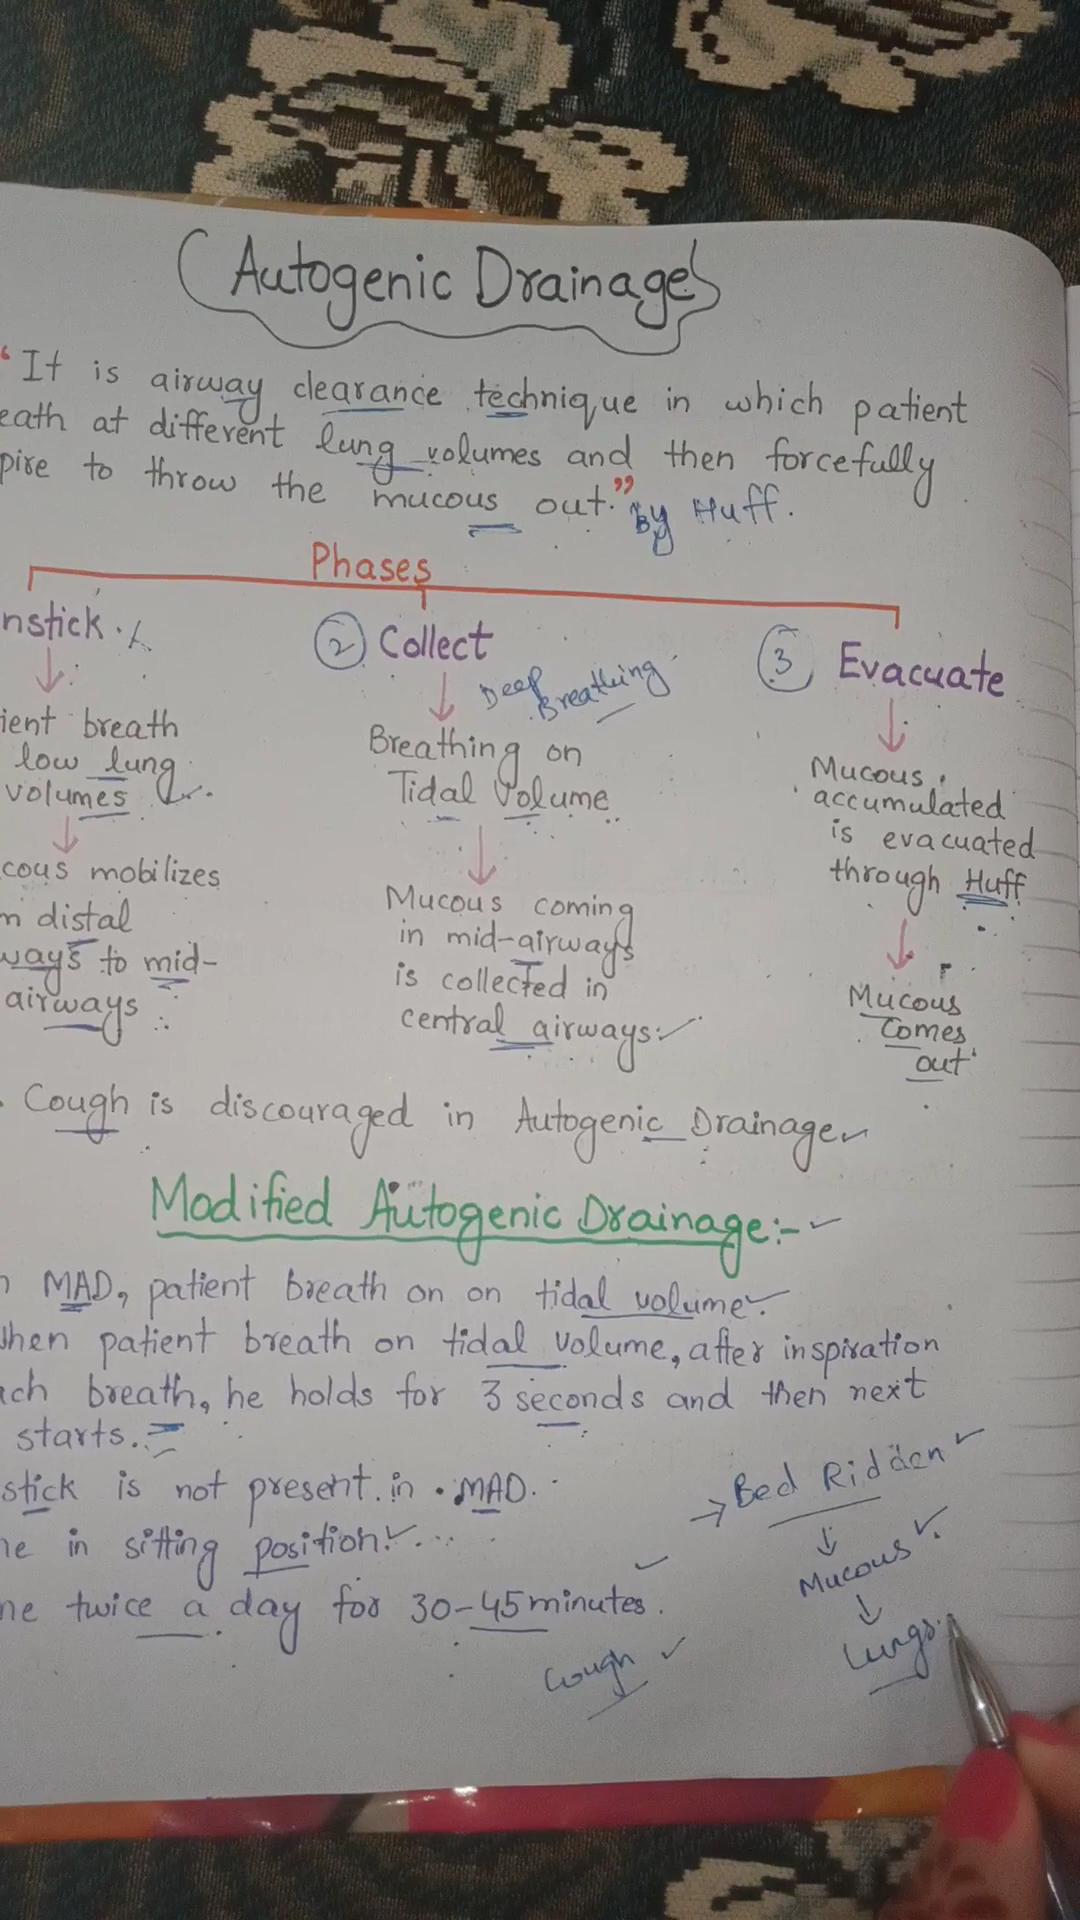 Autogenic Drainage
"It is airway clearance technique in which patient
eath at different lung volumes and then forcefully
pire to throw the mucous out." By Huff.
Phases
nstick.
② Collect
③ Evacuate
Deep Breathing
ient breath
low lung
volumes
cous mobilizes
m distal
ways to mid-
airways
Breathing on
Tidal Volume
Mucous coming
in mid-airways
is collected in
central airways.
Mucous
accumulated
is evacuated
through Huff
Mucous
comes
out
. Cough is discouraged in Autogenic Drainage
Modified Autogenic Drainage:-
n MAD, patient breath on on tidal volume.
when patient breath on tidal volume, after inspiration
ach breath, he holds for 3 seconds and then next
starts.
stick is not present in MAD.
ne in sitting position.
ne twice a day for 30-45 minutes.
Cough
→ Bed Ridden
↓
Mucous
↓
Lungs